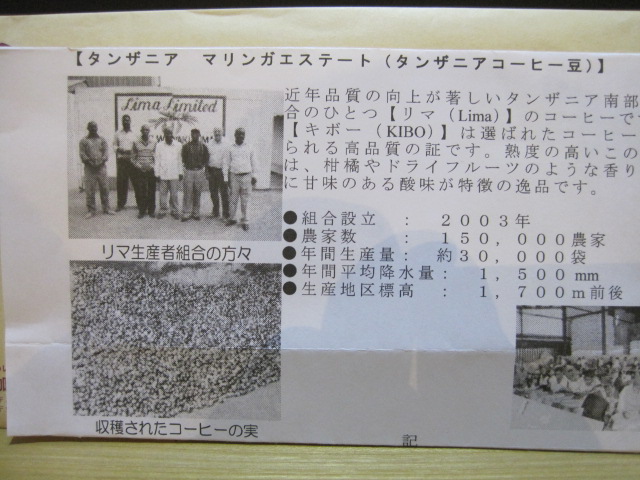 【タンザニア　マリンガエステート（タンザニアコーヒー豆）】
Lima Limited
近年品質の向上が著しいタンザニア南部
合のひとつ【リマ（Lima）】のコーヒーで
【キボー（KIBO）】は選ばれたコーヒー
られる高品質の証です。熟度の高いこの
は、柑橘やドライフルーツのような香り
に甘味のある酸味が特徴の逸品です。
リマ生産者組合の方々
●組合設立　：　２００３年
●農家数　：　１５０，０００農家
●年間生産量：　約３０，０００袋
●年間平均降水量：　１，５００mm
●生産地区標高　：　１，７００m前後
収穫されたコーヒーの実
記